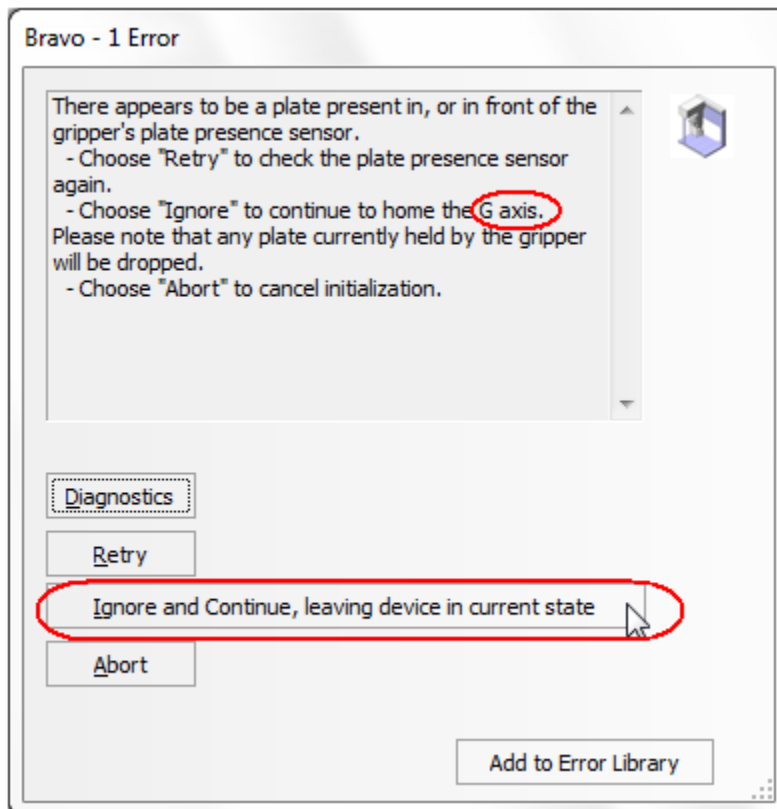 Bravo - 1 Error
There appears to be a plate present in, or in front of the
gripper's plate presence sensor.
- Choose "Retry" to check the plate presence sensor
again.
- Choose "Ignore" to continue to home the G axis.
Please note that any plate currently held by the gripper
will be dropped.
- Choose "Abort" to cancel initialization.
Diagnostics
Retry
Ignore and Continue, leaving device in current state
Abort
Add to Error Library